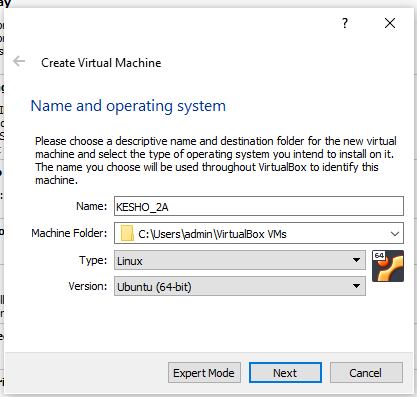 ay
?
Create Virtual Machine
Name and operating system
Please choose a descriptive name and destination folder for the new virtual
machine and select the type of operating system you intend to install on it.
The name you choose will be used throughout VirtualBox to identify this
machine.
Name: KESHO_2A
Machine Folder: C:\Users\admin\VirtualBox VMs
Type: Linux
64
Version: Ubuntu (64-bit)
Expert Mode Next Cancel